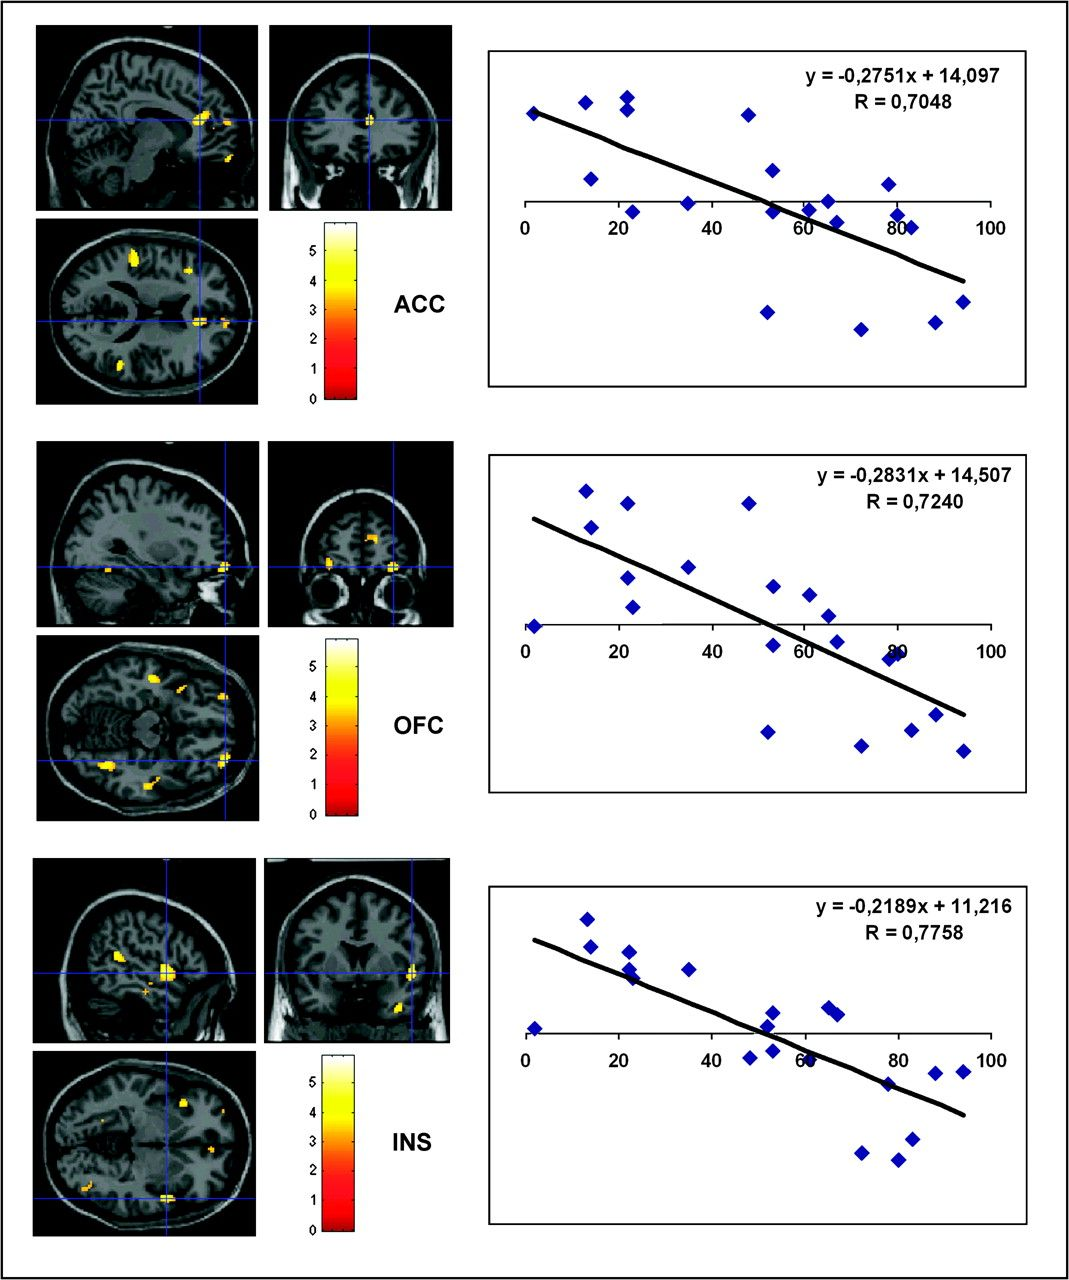 y = -0,2751x + 14,097
R = 0,7048
0 20 40 60 80 100
5
4
3
2
1
0
ACC
y = -0,2831x + 14,507
R = 0,7240
0 20 40 60 80 100
5
4
3
2
1
0
OFC
y = -0,2189x + 11,216
R = 0,7758
0 20 40 60 80 100
5
4
3
2
1
0
INS